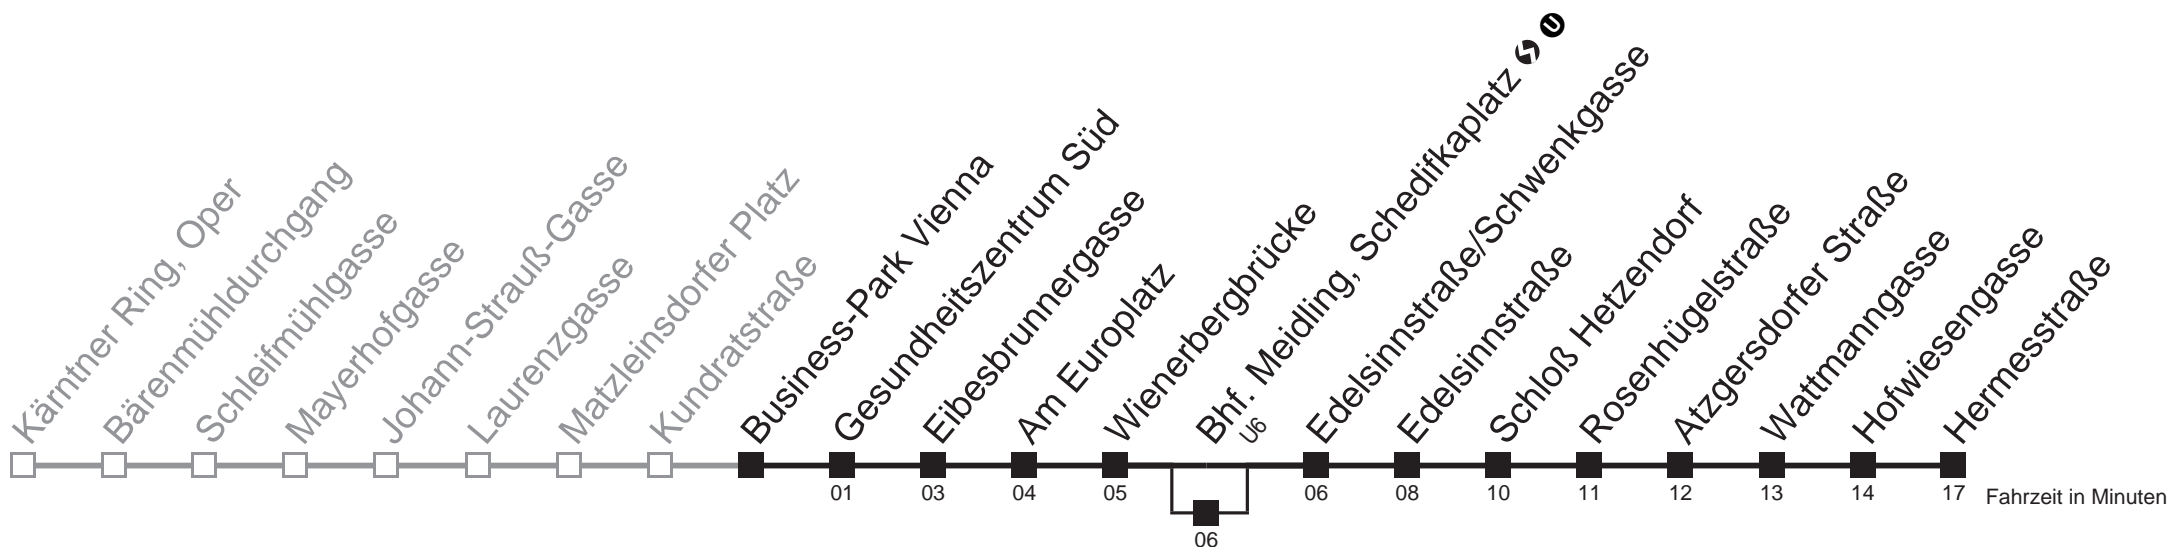 Kärntner Ring, Oper
Bärenmühldurchgang
Schleifmühlgasse
Mayerhofgasse
Johann-Strauß-Gasse
Laurenzgasse
Matzleinsdorfer Platz
Kundratstraße
Business-Park Vienna
Gesundheitszentrum Süd
Eibesbrunnergasse
Am Europlatz
Wienerbergbrücke
Bhf. Meidling, Schedifkaplatz S U
U6
Edelsinnstraße/Schwenkgasse
Edelsinnstraße
Schloß Hetzendorf
Rosenhügelstraße
Atzgersdorfer Straße
Wattmanngasse
Hofwiesengasse
Hermesstraße
01 03 04 05 06 08 10 11 12 13 14 17 Fahrzeit in Minuten
06